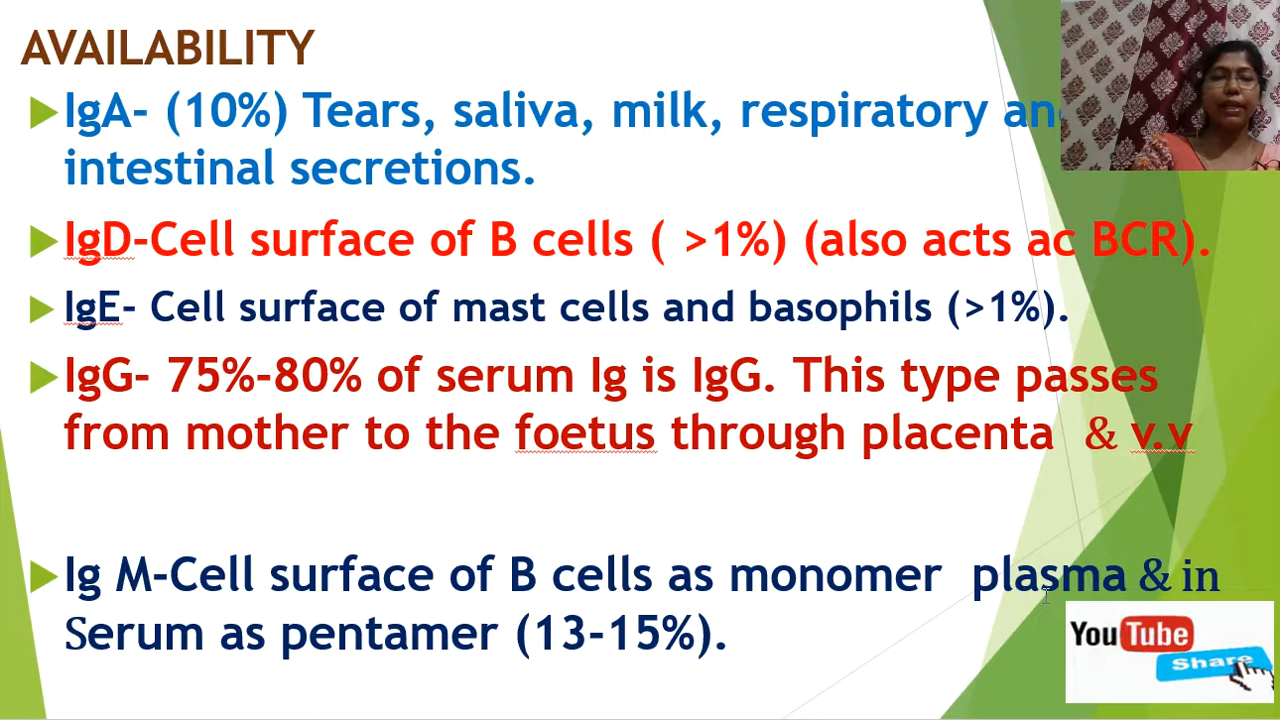 AVAILABILITY
IgA- (10%) Tears, saliva, milk, respiratory
intestinal secretions.
IgD-Cell surface of B cells ( >1%) (also acts ac BCR).
IgE- Cell surface of mast cells and basophils (>1%).
IgG- 75%-80% of serum Ig is IgG. This type passes
from mother to the foetus through placenta & v.v
Ig M-Cell surface of B cells as monomer plasma & in
Serum as pentamer (13-15%).
YouTube
Share